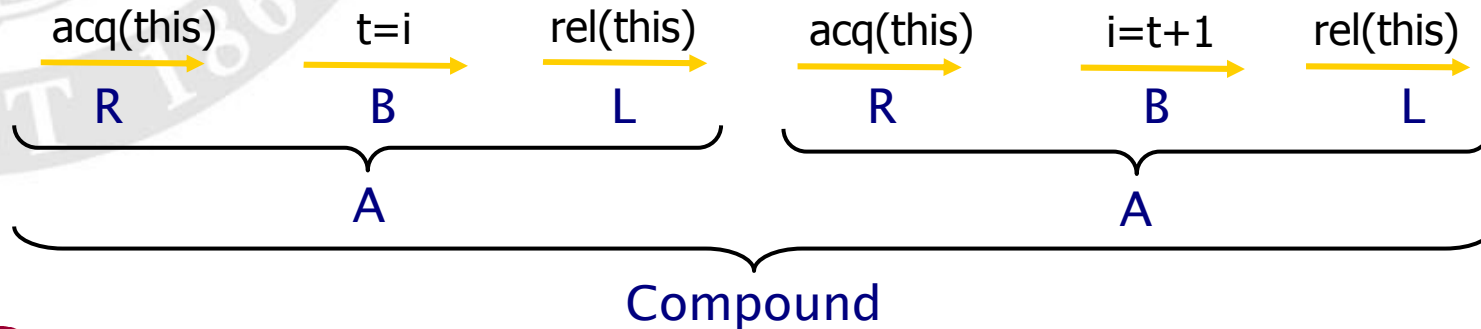 acq(this) t=i rel(this) acq(this) i=t+1 rel(this)
R B L R B L
A A
Compound